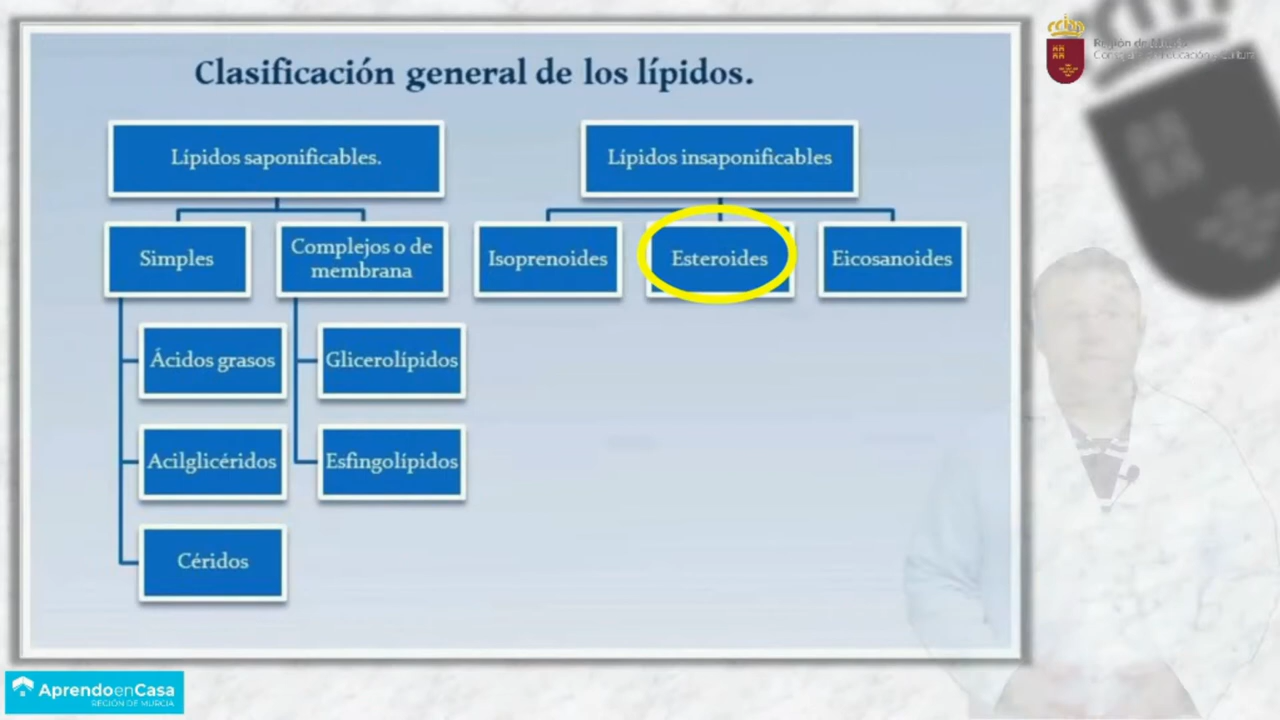 Clasificación general de los lípidos.
Lípidos saponificables.
Lípidos insaponificables
Simples
Complejos o de
membrana
Isoprenoides
Esteroides
Eicosanoides
Ácidos grasos
Glicerolípidos
Acilglicéridos
Esfingolípidos
Céridos
Región de Murcia
AprendoenCasa
REGIÓN DE MURCIA